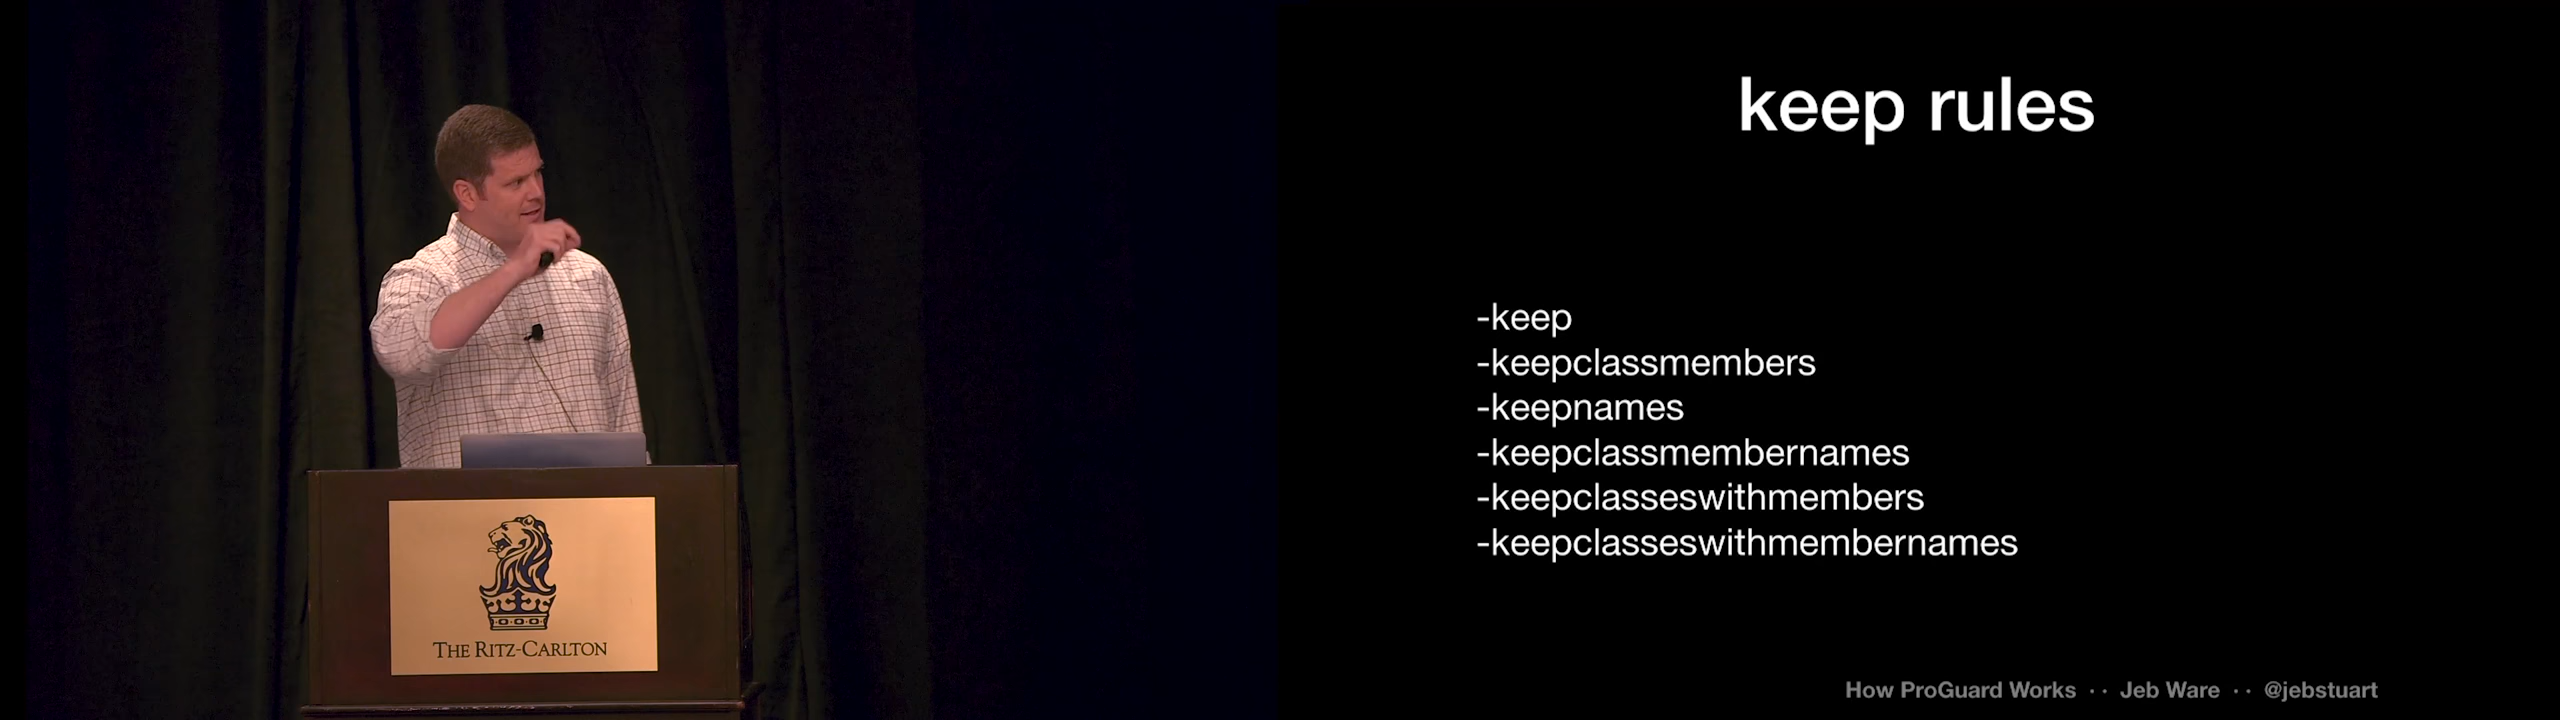 THE RITZ-CARLTON
keep rules
-keep
-keepclassmembers
-keepnames
-keepclassmembernames
-keepclasseswithmembers
-keepclasseswithmembernames
How ProGuard Works ·· Jeb Ware ·· @jebstuart